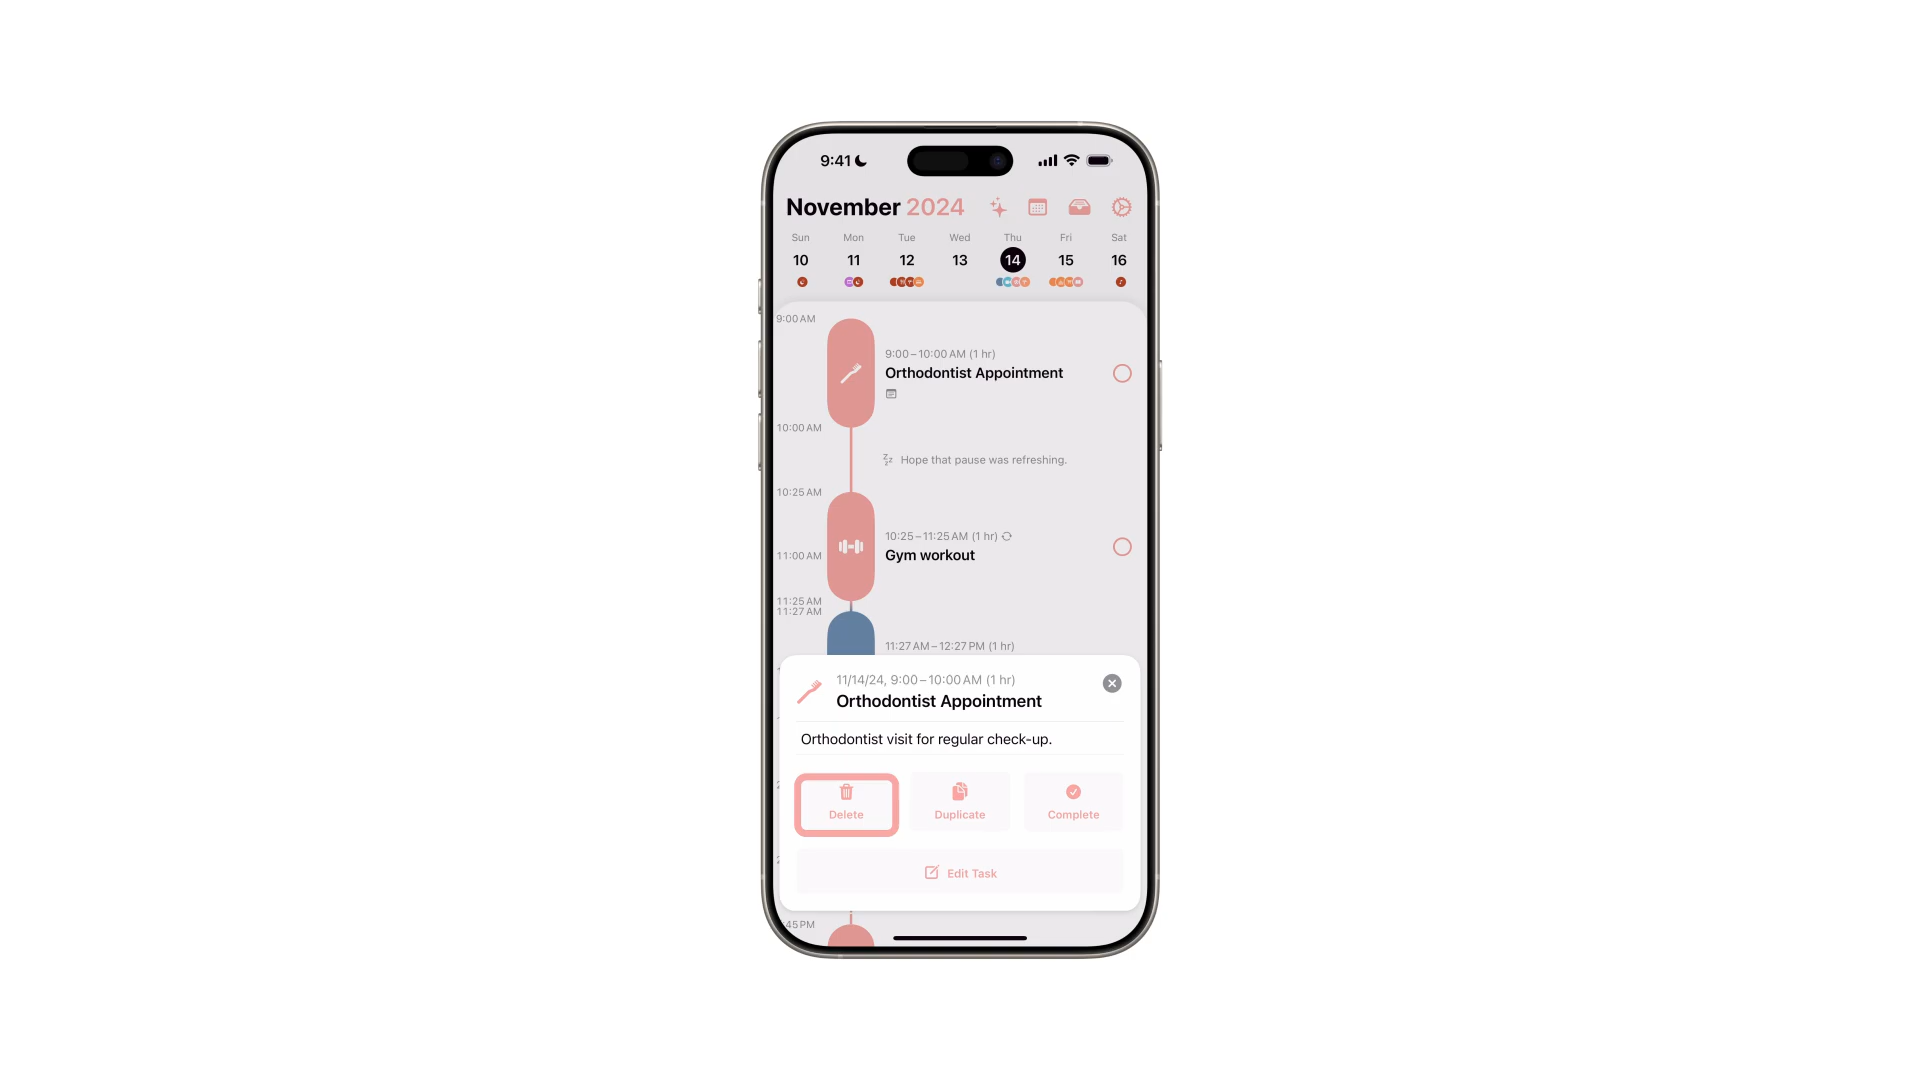 9:41
November 2024
Sun Mon Tue Wed Thu Fri Sat
10 11 12 13 14 15 16
9:00 AM
9:00 – 10:00 AM (1 hr)
Orthodontist Appointment
10:00 AM
Hope that pause was refreshing.
10:25 AM
10:25 – 11:25 AM (1 hr)
Gym workout
11:00 AM
11:25 AM
11:27 AM
11:27 AM – 12:27 PM (1 hr)
11/14/24, 9:00 – 10:00 AM (1 hr)
Orthodontist Appointment
Orthodontist visit for regular check-up.
Delete Duplicate Complete
Edit Task
45 PM